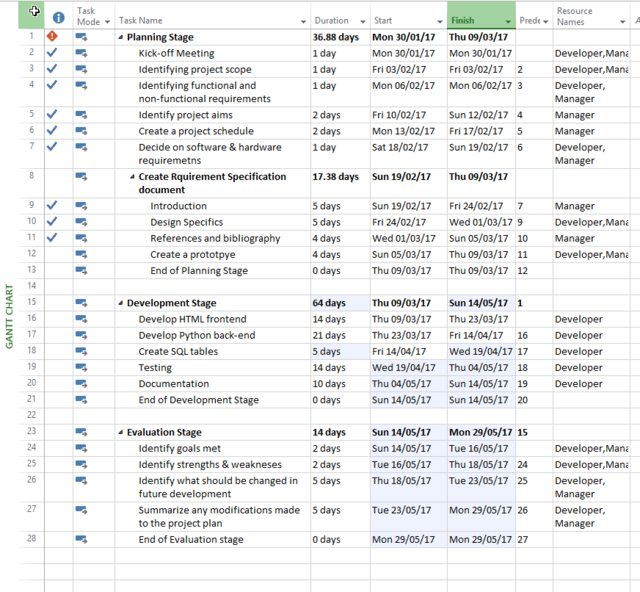 Task Mode Task Name Duration Start Finish Prede Resource Names A
1 Planning Stage 36.88 days Mon 30/01/17 Thu 09/03/17
2 Kick-off Meeting 1 day Mon 30/01/17 Mon 30/01/17 Developer,Mana
3 Identifying project scope 1 day Fri 03/02/17 Fri 03/02/17 2 Developer,Mana
4 Identifying functional and 1 day Mon 06/02/17 Mon 06/02/17 3 Developer,
non-functional requirements Manager
5 Identify project aims 2 days Fri 10/02/17 Sun 12/02/17 4 Manager
6 Create a project schedule 2 days Mon 13/02/17 Fri 17/02/17 5 Manager
7 Decide on software & hardware 1 day Sat 18/02/17 Sun 19/02/17 6 Developer,
requiremetns Manager
8 Create Rquirement Specification 17.38 days Sun 19/02/17 Thu 09/03/17
document
9 Introduction 5 days Sun 19/02/17 Fri 24/02/17 7 Manager
10 Design Specifics 5 days Fri 24/02/17 Wed 01/03/17 9 Developer,Mana
11 References and bibliography 4 days Wed 01/03/17 Sun 05/03/17 10 Manager
12 Create a prototpye 4 days Sun 05/03/17 Thu 09/03/17 11 Developer,Mana
13 End of Planning Stage 0 days Thu 09/03/17 Thu 09/03/17 12
14
15 Development Stage 64 days Thu 09/03/17 Sun 14/05/17 1
16 Develop HTML frontend 14 days Thu 09/03/17 Thu 23/03/17 Developer
17 Develop Python back-end 21 days Thu 23/03/17 Fri 14/04/17 16 Developer
18 Create SQL tables 5 days Fri 14/04/17 Wed 19/04/17 17 Developer
19 Testing 14 days Wed 19/04/17 Thu 04/05/17 18 Developer
20 Documentation 10 days Thu 04/05/17 Sun 14/05/17 19 Developer
21 End of Development Stage 0 days Sun 14/05/17 Sun 14/05/17 20
22
23 Evaluation Stage 14 days Sun 14/05/17 Mon 29/05/17 15
24 Identify goals met 2 days Sun 14/05/17 Tue 16/05/17 Developer,Mana
25 Identify strengths & weakneses 2 days Tue 16/05/17 Thu 18/05/17 24 Developer,Mana
26 Identify what should be changed in 5 days Thu 18/05/17 Tue 23/05/17 25 Developer,
future development Manager
27 Summarize any modifications made 5 days Tue 23/05/17 Mon 29/05/17 26 Developer,
to the project plan Manager
28 End of Evaluation stage 0 days Mon 29/05/17 Mon 29/05/17 27
GANTT CHART